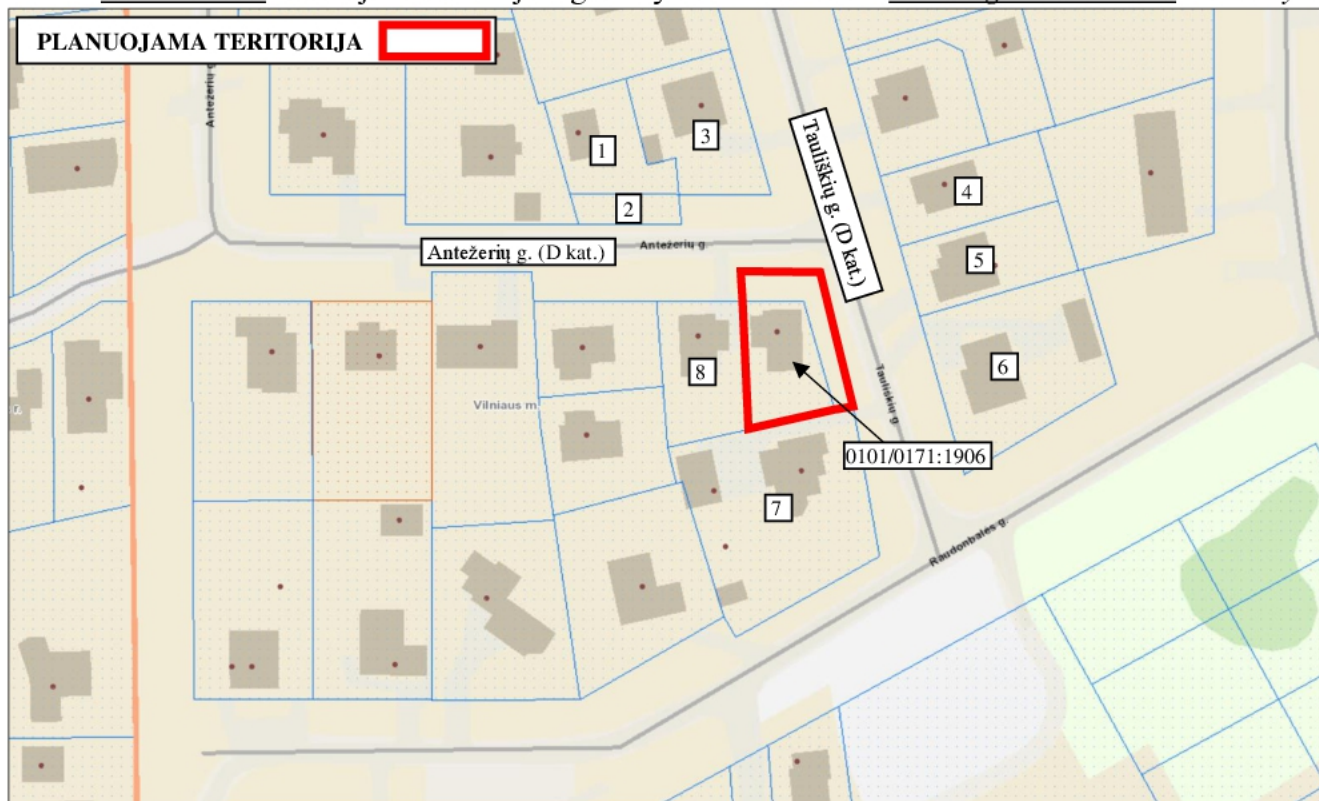 PLANUOJAMA TERITORIJA
Antežerių g.
1
3
2
Tauliškių g. (D kat.)
4
5
Antežerių g. (D kat.)
Antežerių g.
6
8
Tauliškių g.
Vilniaus m.
0101/0171:1906
7
Raudonbalės g.